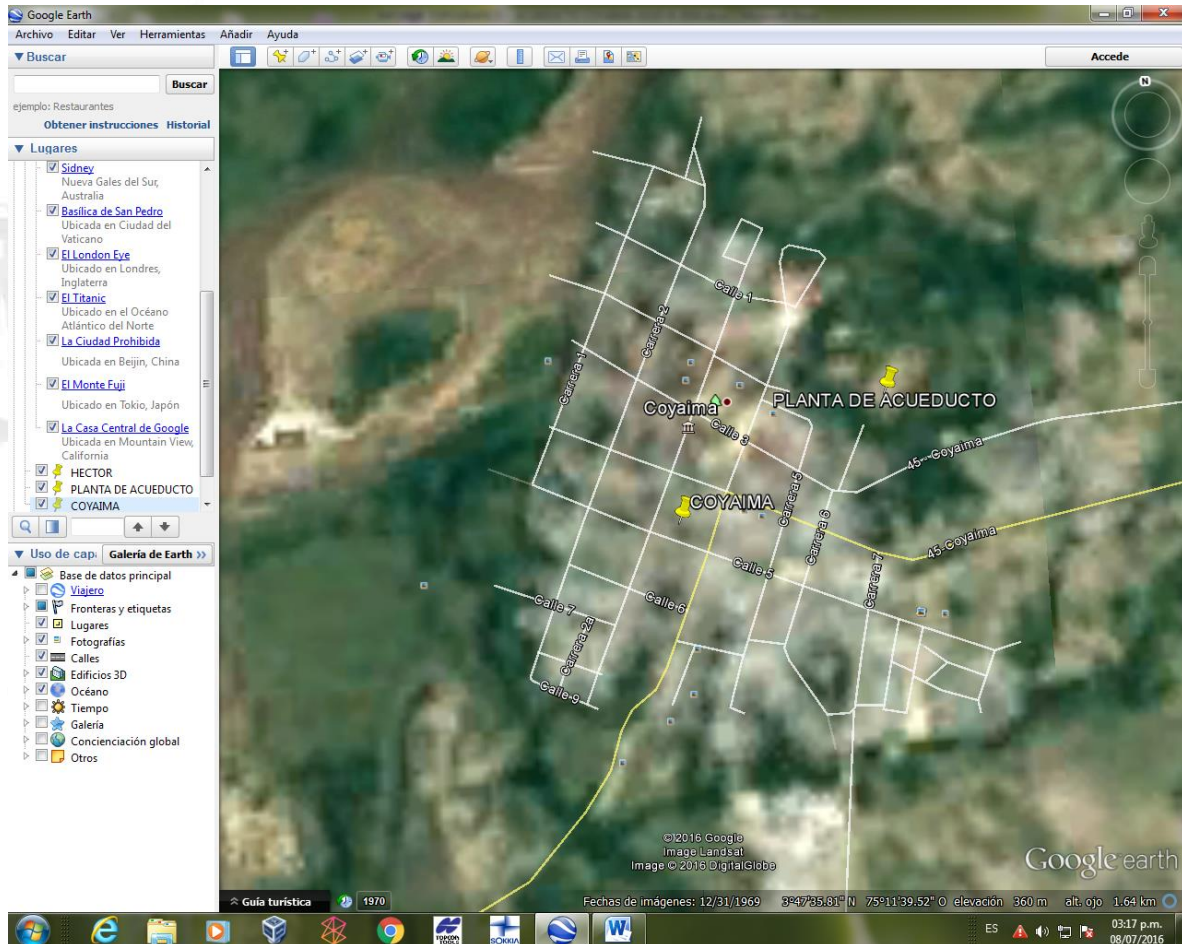 Google Earth
Archivo Editar Ver Herramientas Añadir Ayuda
Buscar
Accede
Buscar
ejemplo: Restaurantes
Obtener instrucciones Historial
Lugares
Sidney
Nueva Gales del Sur,
Australia
Basílica de San Pedro
Ubicada en Ciudad del
Vaticano
El London Eye
Ubicado en Londres,
Inglaterra
El Titanic
Ubicado en el Océano
Atlántico del Norte
La Ciudad Prohibida
Ubicada en Beijin, China
El Monte Fuji
Ubicado en Tokio, Japón
La Casa Central de Google
Ubicada en Mountain View,
California
HECTOR
PLANTA DE ACUEDUCTO
COYAIMA
Uso de cap
Galería de Earth >>
Base de datos principal
Viajero
Fronteras y etiquetas
Lugares
Fotografías
Calles
Edificios 3D
Océano
Tiempo
Galería
Concienciación global
Otros
N
Calle 1
Carrera 2
Carrera 1
PLANTA DE ACUEDUCTO
Coyaima
Calle 3
45- Coyaima
Carrera 5
COYAIMA
Carrera 6
45-Coyaima
Calle 5
Carrera 7
Calle 6
Calle 7
Carrera 2a
Calle 9
© 2016 Google
Image Landsat
Image © 2016 DigitalGlobe
Google earth
Guía turística
1970
Fechas de imágenes: 12/31/1969 3°47'35.81" N 75°11'39.52" O elevación 360 m alt. ojo 1.64 km
TOPCON
TOOLS
SOKKIA
W
ES
03:17 p.m.
08/07/2016